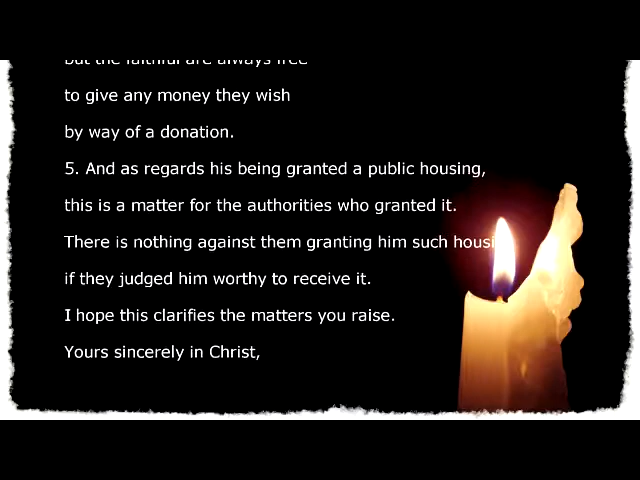 but the faithful are always free
to give any money they wish
by way of a donation.
5. And as regards his being granted a public housing,
this is a matter for the authorities who granted it.
There is nothing against them granting him such housi
if they judged him worthy to receive it.
I hope this clarifies the matters you raise.
Yours sincerely in Christ,